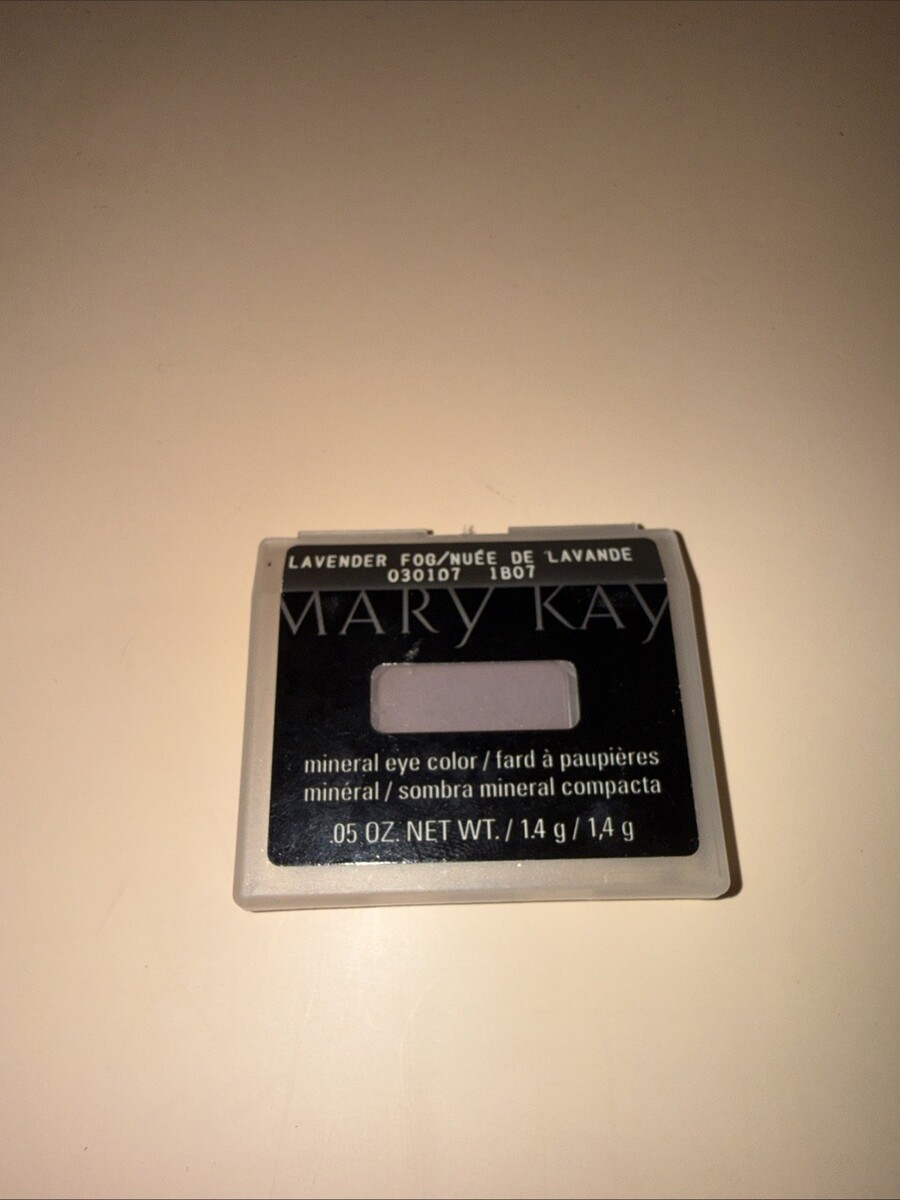 LAVENDER FOG/NUÉE DE LAVANDE
030107 1B07
MARY KAY
mineral eye color / fard à paupières
minéral / sombra mineral compacta
.05 OZ. NET WT. / 1.4 g / 1,4 g